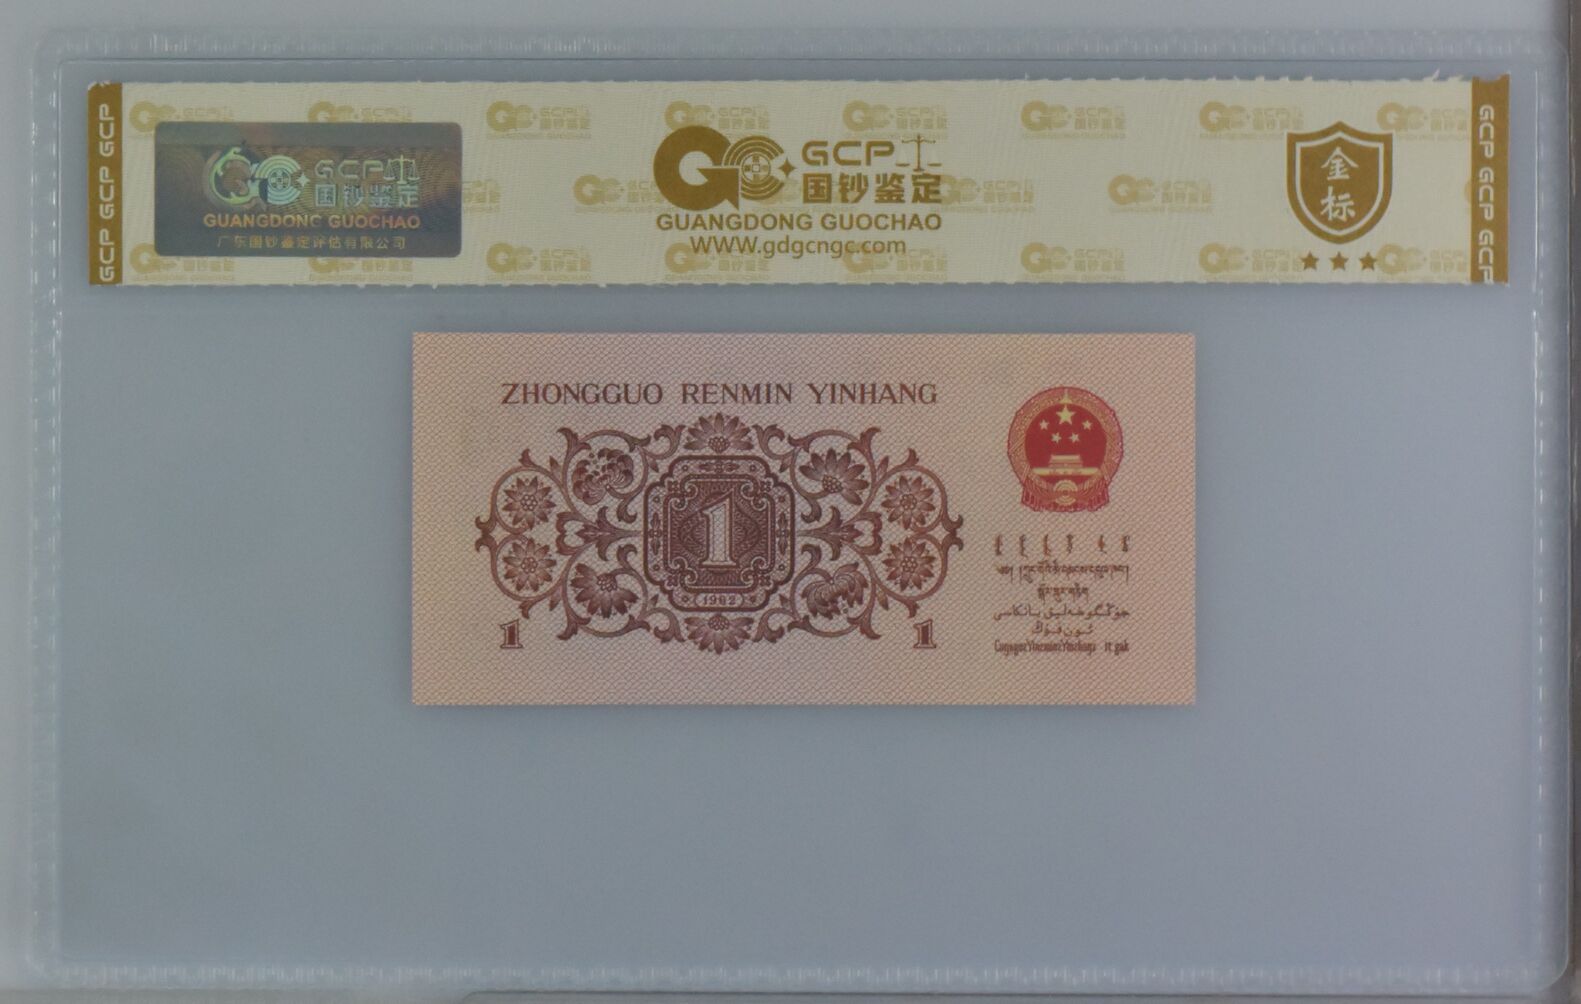 GCP GCP GCP
GCP
国钞鉴定
GUANGDONG GUOCHAO
广东国钞鉴定评估有限公司
GCP
国钞鉴定
GUANGDONG GUOCHAO
WWW.gdgcngc.com
金标
GCP GCP GCP
ZHONGGUO RENMIN YINHANG
1
(1962)
1
1